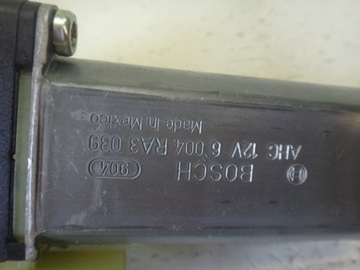 BOSCH 904
AHC 12V 6 004 RA3 039
Made in Mexico